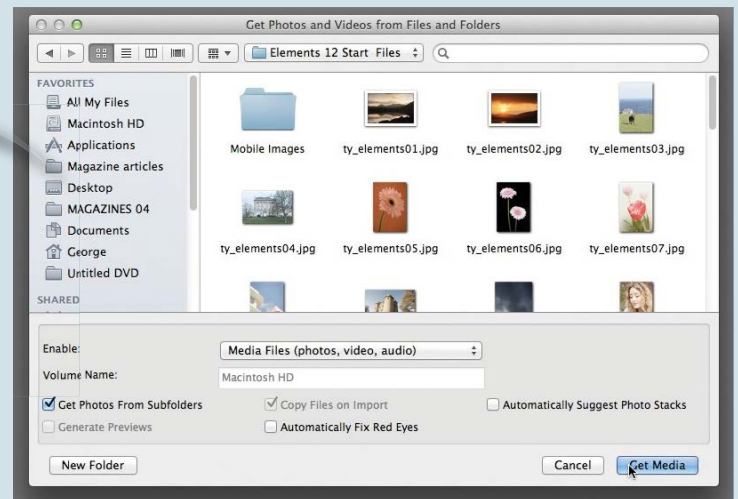 Get Photos and Videos from Files and Folders
Elements 12 Start Files
FAVORITES
All My Files
Macintosh HD
Applications
Magazine articles
Desktop
MAGAZINES 04
Documents
George
Untitled DVD
SHARED
Mobile Images
ty_elements01.jpg
ty_elements02.jpg
ty_elements03.jpg
ty_elements04.jpg
ty_elements05.jpg
ty_elements06.jpg
ty_elements07.jpg
Enable:
Media Files (photos, video, audio)
Volume Name:
Macintosh HD
Get Photos From Subfolders
Copy Files on Import
Automatically Suggest Photo Stacks
Generate Previews
Automatically Fix Red Eyes
New Folder
Cancel
Get Media